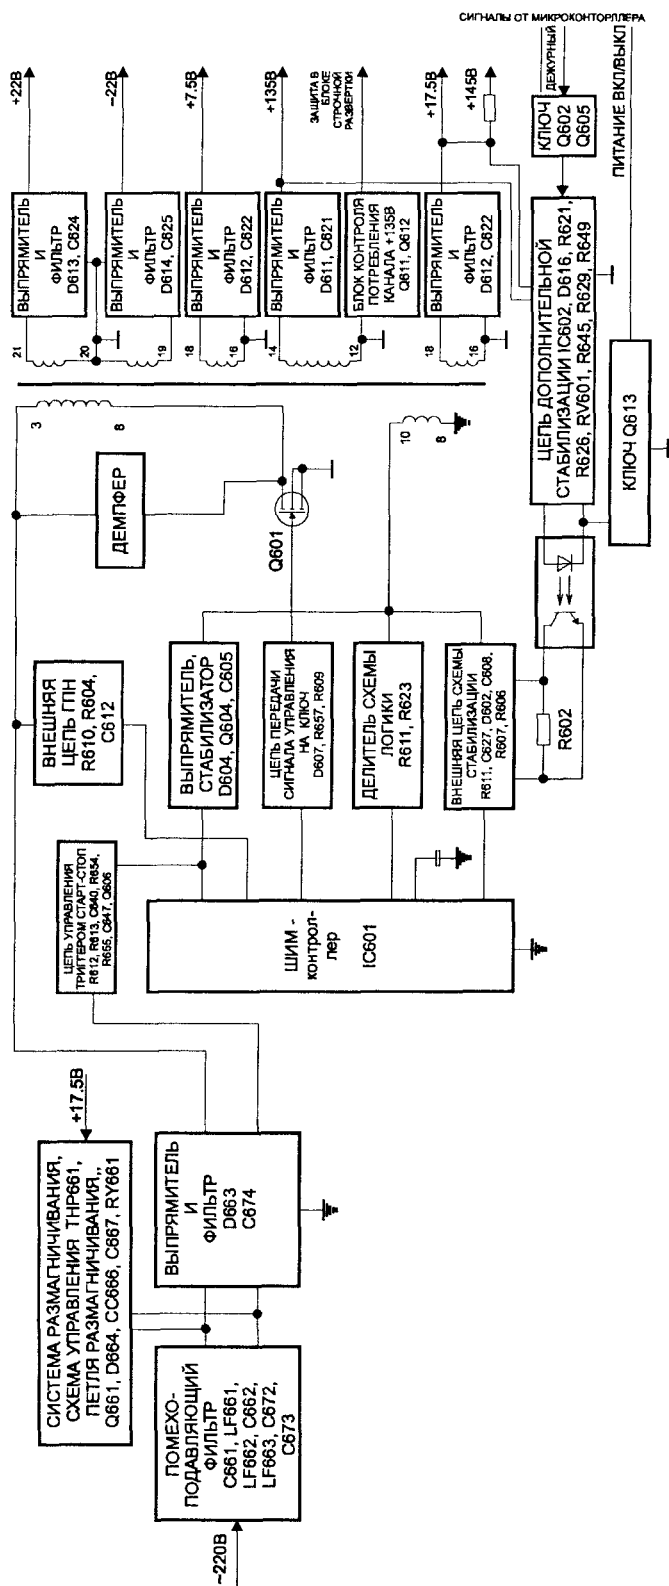 ~220В
ПОМЕХО-
ПОДАВЛЯЮЩИЙ
ФИЛЬТР
C661, LF661,
LF662, C662,
LF663, C672,
C673
СИСТЕМА РАЗМАГНИЧИВАНИЯ,
СХЕМА УПРАВЛЕНИЯ THP661,
ПЕТЛЯ РАЗМАГНИЧИВАНИЯ,,
Q661, D664, CC666, C667, RY661
+17.5В
ВЫПРЯМИТЕЛЬ
И
ФИЛЬТР
D663
C674
ЦЕПЬ УПРАВЛЕНИЯ
ТРИГГЕРОМ СТАРТ-СТОП
R612, R613, C640, R654,
R655, C647, Q606
ШИМ -
контрол-
лер
IC601
ВНЕШНЯЯ
ЦЕПЬ ГПН
R610, R604,
C612
ВЫПРЯМИТЕЛЬ,
СТАБИЛИЗАТОР
D604, Q604, C605
ЦЕПЬ ПЕРЕДАЧИ
СИГНАЛА УПРАВЛЕНИЯ
НА КЛЮЧ
D607, R657, R609
ДЕЛИТЕЛЬ СХЕМЫ
ЛОГИКИ
R611, R623
ВНЕШНЯЯ ЦЕПЬ СХЕМЫ
СТАБИЛИЗАЦИИ
R611, C627, D602, C608,
R607, R606
R602
ДЕМПФЕР
Q601
3
8
10
8
21
20
19
18
16
14
12
18
16
ВЫПРЯМИТЕЛЬ
И
ФИЛЬТР
D613, C624
+22В
ВЫПРЯМИТЕЛЬ
И
ФИЛЬТР
D614, C625
−22В
ВЫПРЯМИТЕЛЬ
И
ФИЛЬТР
D612, C622
+7.5В
ВЫПРЯМИТЕЛЬ
И
ФИЛЬТР
D611, C621
+135В
БЛОК КОНТРОЛЯ
ПОТРЕБЛЕНИЯ
КАНАЛА +135В
Q611, Q612
ЗАЩИТА В
БЛОКЕ
СТРОЧНОЙ
РАЗВЕРТКИ
ВЫПРЯМИТЕЛЬ
И
ФИЛЬТР
D612, C622
+17.5В
+145В
ЦЕПЬ ДОПОЛНИТЕЛЬНОЙ
СТАБИЛИЗАЦИИ IC602, D616, R621,
R626, RV601, R645, R629, R649
КЛЮЧ
Q602
Q605
ДЕЖУРНЫЙ
СИГНАЛЫ ОТ МИКРОКОНТОРЛЛЕРА
ПИТАНИЕ ВКЛ/ВЫКЛ
КЛЮЧ Q613